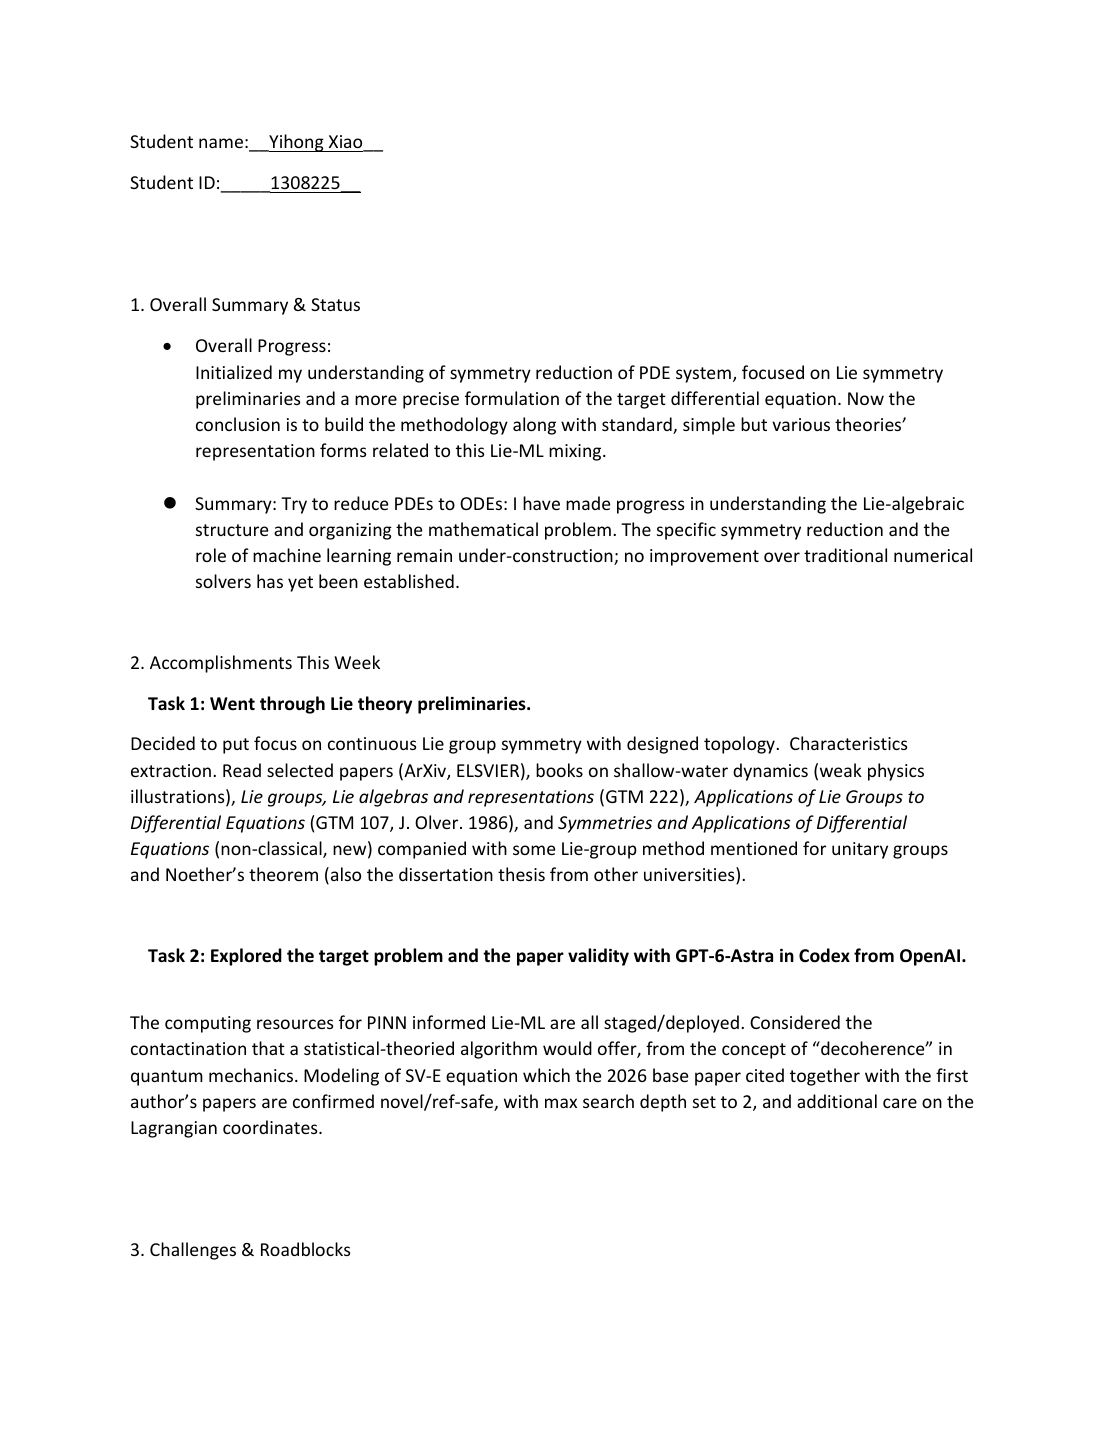 Student name:__Yihong Xiao__
Student ID:_____1308225__
1. Overall Summary & Status
• Overall Progress:
Initialized my understanding of symmetry reduction of PDE system, focused on Lie symmetry
preliminaries and a more precise formulation of the target differential equation. Now the
conclusion is to build the methodology along with standard, simple but various theories’
representation forms related to this Lie-ML mixing.
● Summary: Try to reduce PDEs to ODEs: I have made progress in understanding the Lie-algebraic
structure and organizing the mathematical problem. The specific symmetry reduction and the
role of machine learning remain under-construction; no improvement over traditional numerical
solvers has yet been established.
2. Accomplishments This Week
Task 1: Went through Lie theory preliminaries.
Decided to put focus on continuous Lie group symmetry with designed topology.  Characteristics
extraction. Read selected papers (ArXiv, ELSVIER), books on shallow-water dynamics (weak physics
illustrations), Lie groups, Lie algebras and representations (GTM 222), Applications of Lie Groups to
Differential Equations (GTM 107, J. Olver. 1986), and Symmetries and Applications of Differential
Equations (non-classical, new) companied with some Lie-group method mentioned for unitary groups
and Noether’s theorem (also the dissertation thesis from other universities).
Task 2: Explored the target problem and the paper validity with GPT-6-Astra in Codex from OpenAI.
The computing resources for PINN informed Lie-ML are all staged/deployed. Considered the
contactination that a statistical-theoried algorithm would offer, from the concept of “decoherence” in
quantum mechanics. Modeling of SV-E equation which the 2026 base paper cited together with the first
author’s papers are confirmed novel/ref-safe, with max search depth set to 2, and additional care on the
Lagrangian coordinates.
3. Challenges & Roadblocks